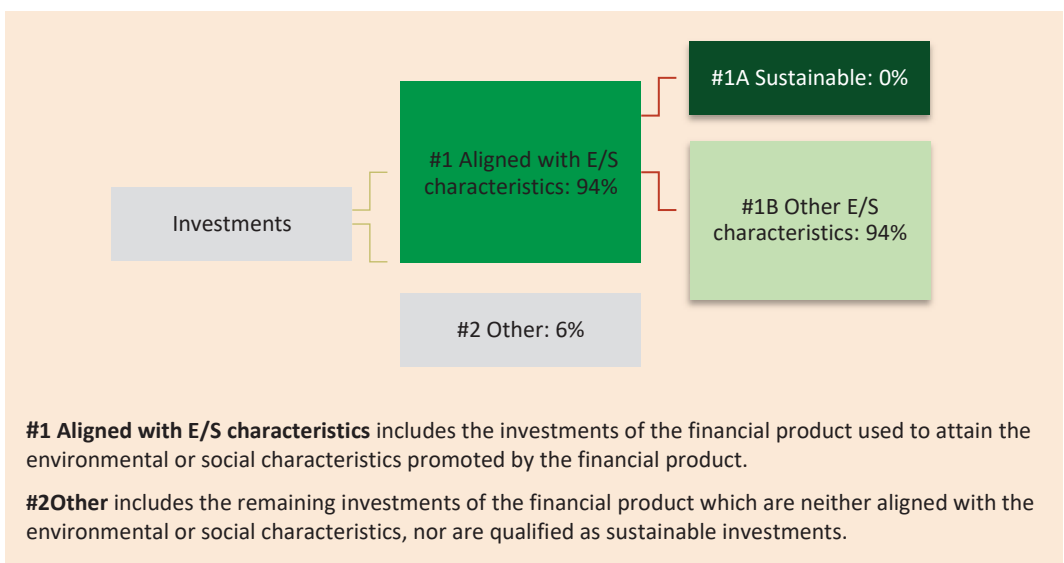 #1A Sustainable: 0%
#1 Aligned with E/S
characteristics: 94%
Investments
#1B Other E/S
characteristics: 94%
#2 Other: 6%
#1 Aligned with E/S characteristics includes the investments of the financial product used to attain the
environmental or social characteristics promoted by the financial product.
#2Other includes the remaining investments of the financial product which are neither aligned with the
environmental or social characteristics, nor are qualified as sustainable investments.